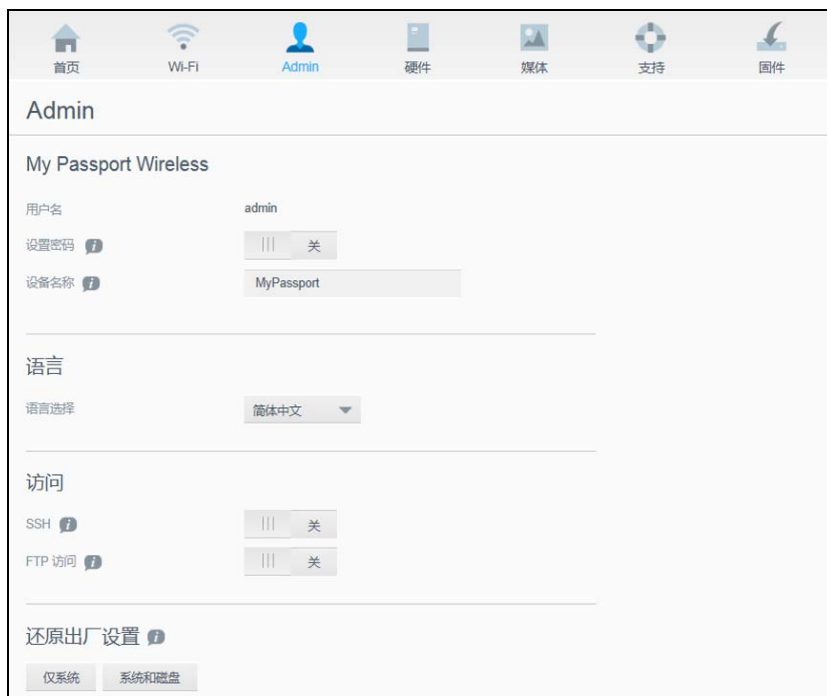 首页 Wi-Fi Admin 硬件 媒体 支持 固件
Admin
My Passport Wireless
用户名 admin
设置密码 关
设备名称 MyPassport
语言
语言选择 简体中文
访问
SSH 关
FTP 访问 关
还原出厂设置
仅系统 系统和磁盘